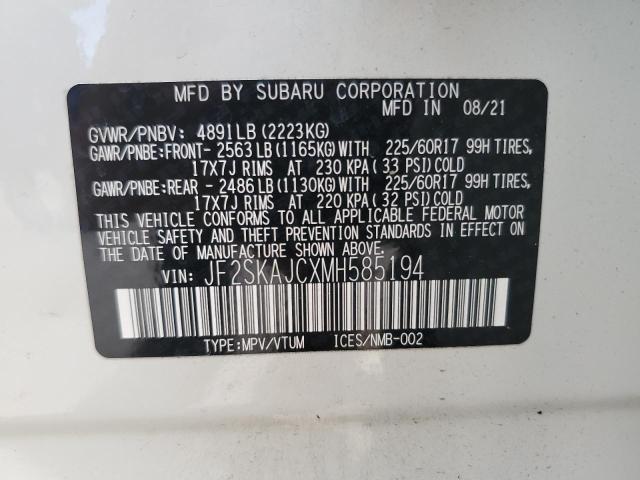 MFD BY SUBARU CORPORATION
MFD IN 08/21
GVWR/PNBV: 4891LB(2223KG)
GAWR/PNBE:FRONT-2563LB(1165KG)WITH 225/60R17 99H TIRES,
17X7J RIMS AT 230 KPA(33 PSI)COLD
GAWR/PNBE:REAR -2486LB(1130KG)WITH 225/60R17 99H TIRES,
17X7J RIMS AT 220 KPA(32 PSI)COLD
THIS VEHICLE CONFORMS TO ALL APPLICABLE FEDERAL MOTOR
VEHICLE SAFETY AND THEFT PREVENTION STANDARDS IN EFFECT
ON THE DATE OF MANUFACTURE SHOWN ABOVE.
VIN: JF2SKAJCXMH585194
TYPE:MPV/VTUM ICES/NMB-002